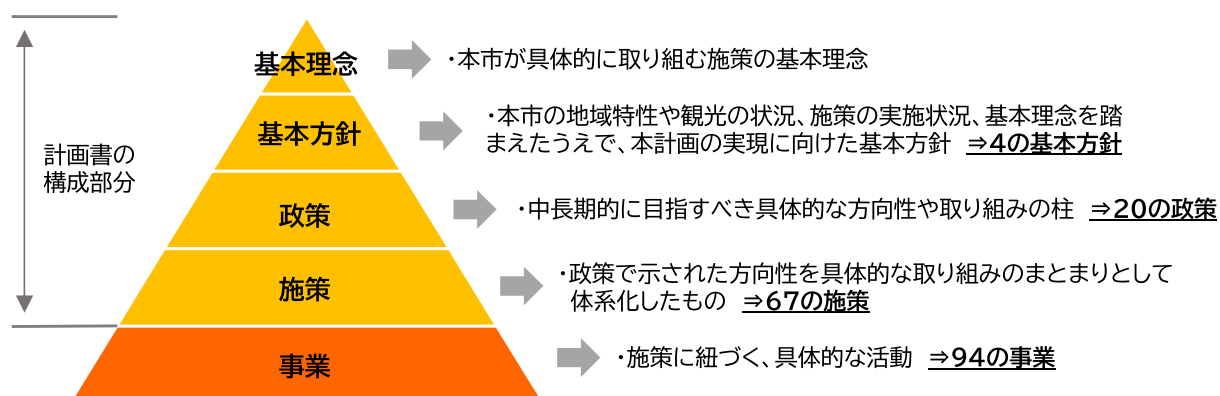 基本理念
・本市が具体的に取り組む施策の基本理念
基本方針
・本市の地域特性や観光の状況、施策の実施状況、基本理念を踏
まえたうえで、本計画の実現に向けた基本方針 ⇒4の基本方針
計画書の
構成部分
政策
・中長期的に目指すべき具体的な方向性や取り組みの柱 ⇒20の政策
施策
・政策で示された方向性を具体的な取り組みのまとまりとして
体系化したもの ⇒67の施策
事業
・施策に紐づく、具体的な活動 ⇒94の事業